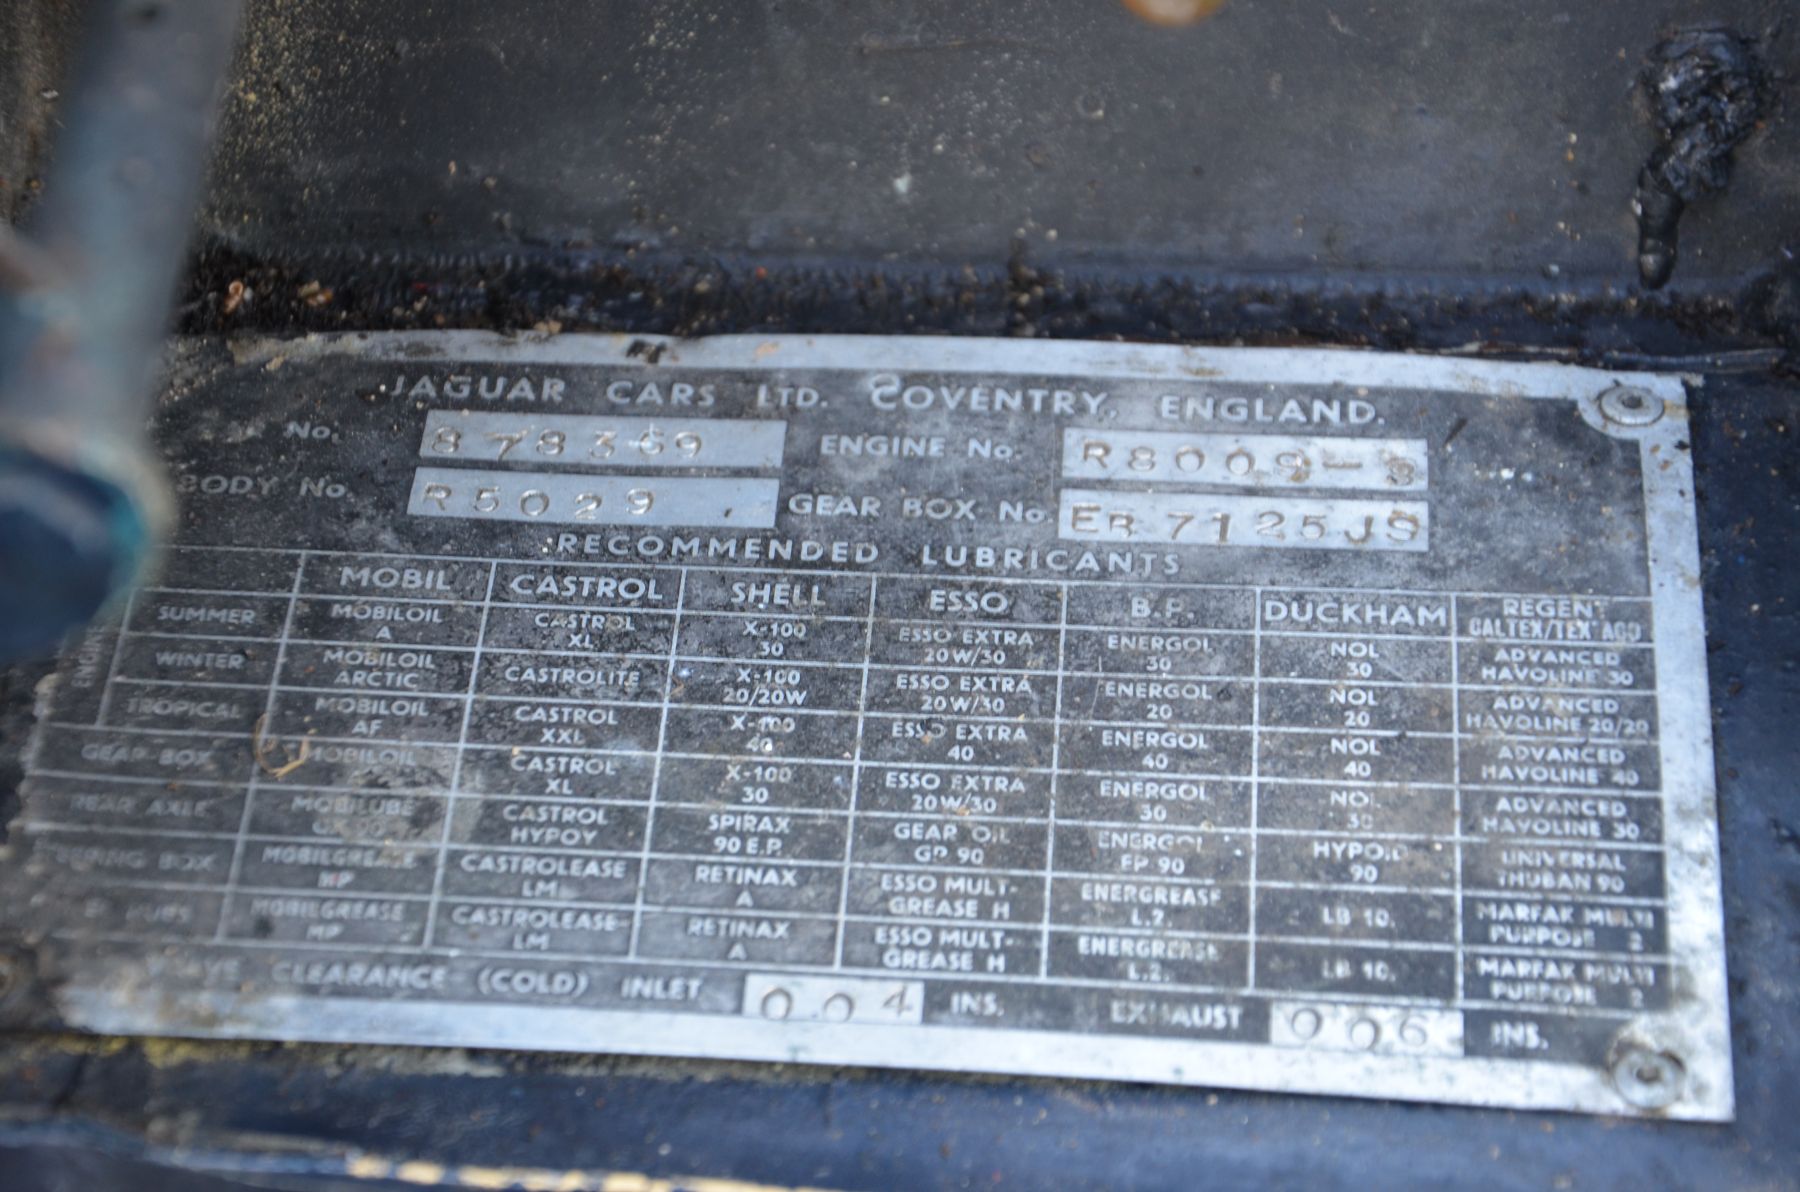 JAGUAR CARS LTD. COVENTRY, ENGLAND.
No. 878369 ENGINE No. R8009-8
BODY No. R5029 GEAR BOX No. EB 7125JS
RECOMMENDED LUBRICANTS
MOBIL CASTROL SHELL ESSO B.P. DUCKHAM REGENT CALTEX/TEXACO
ENGINE
SUMMER MOBILOIL A CASTROL XL X-100 30 ESSO EXTRA 20W/30 ENERGOL 30 NOL 30 ADVANCED HAVOLINE 30
WINTER MOBILOIL ARCTIC CASTROLITE X-100 20/20W ESSO EXTRA 20W/30 ENERGOL 20 NOL 20 ADVANCED HAVOLINE 20/20
TROPICAL MOBILOIL AF CASTROL XXL X-100 40 ESSO EXTRA 40 ENERGOL 40 NOL 40 ADVANCED HAVOLINE 40
GEAR BOX MOBILOIL CASTROL XL X-100 30 ESSO EXTRA 20W/30 ENERGOL 30 NOL 30 ADVANCED HAVOLINE 30
REAR AXLE MOBILUBE CASTROL HYPOY SPIRAX 90 E.P. GEAR OIL GP 90 ENERGOL EP 90 HYPOID 90 UNIVERSAL THUBAN 90
BOX MOBILGREASE MP CASTROLEASE LM RETINAX A ESSO MULT-GREASE H ENERGREASE L.2. LB 10. MARFAK MULTI PURPOSE 2
HUBS MOBILGREASE MP CASTROLEASE-LM RETINAX A ESSO MULT-GREASE H ENERGREASE L.2. LB 10. MARFAK MULTI PURPOSE 2
VALVE CLEARANCE (COLD) INLET 0.04 INS. EXHAUST 006 INS.